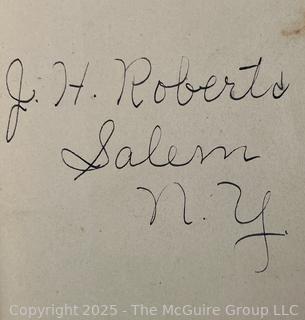 J. H. Roberts
Salem
N. Y.
Copyright 2025 - The McGuire Group LLC